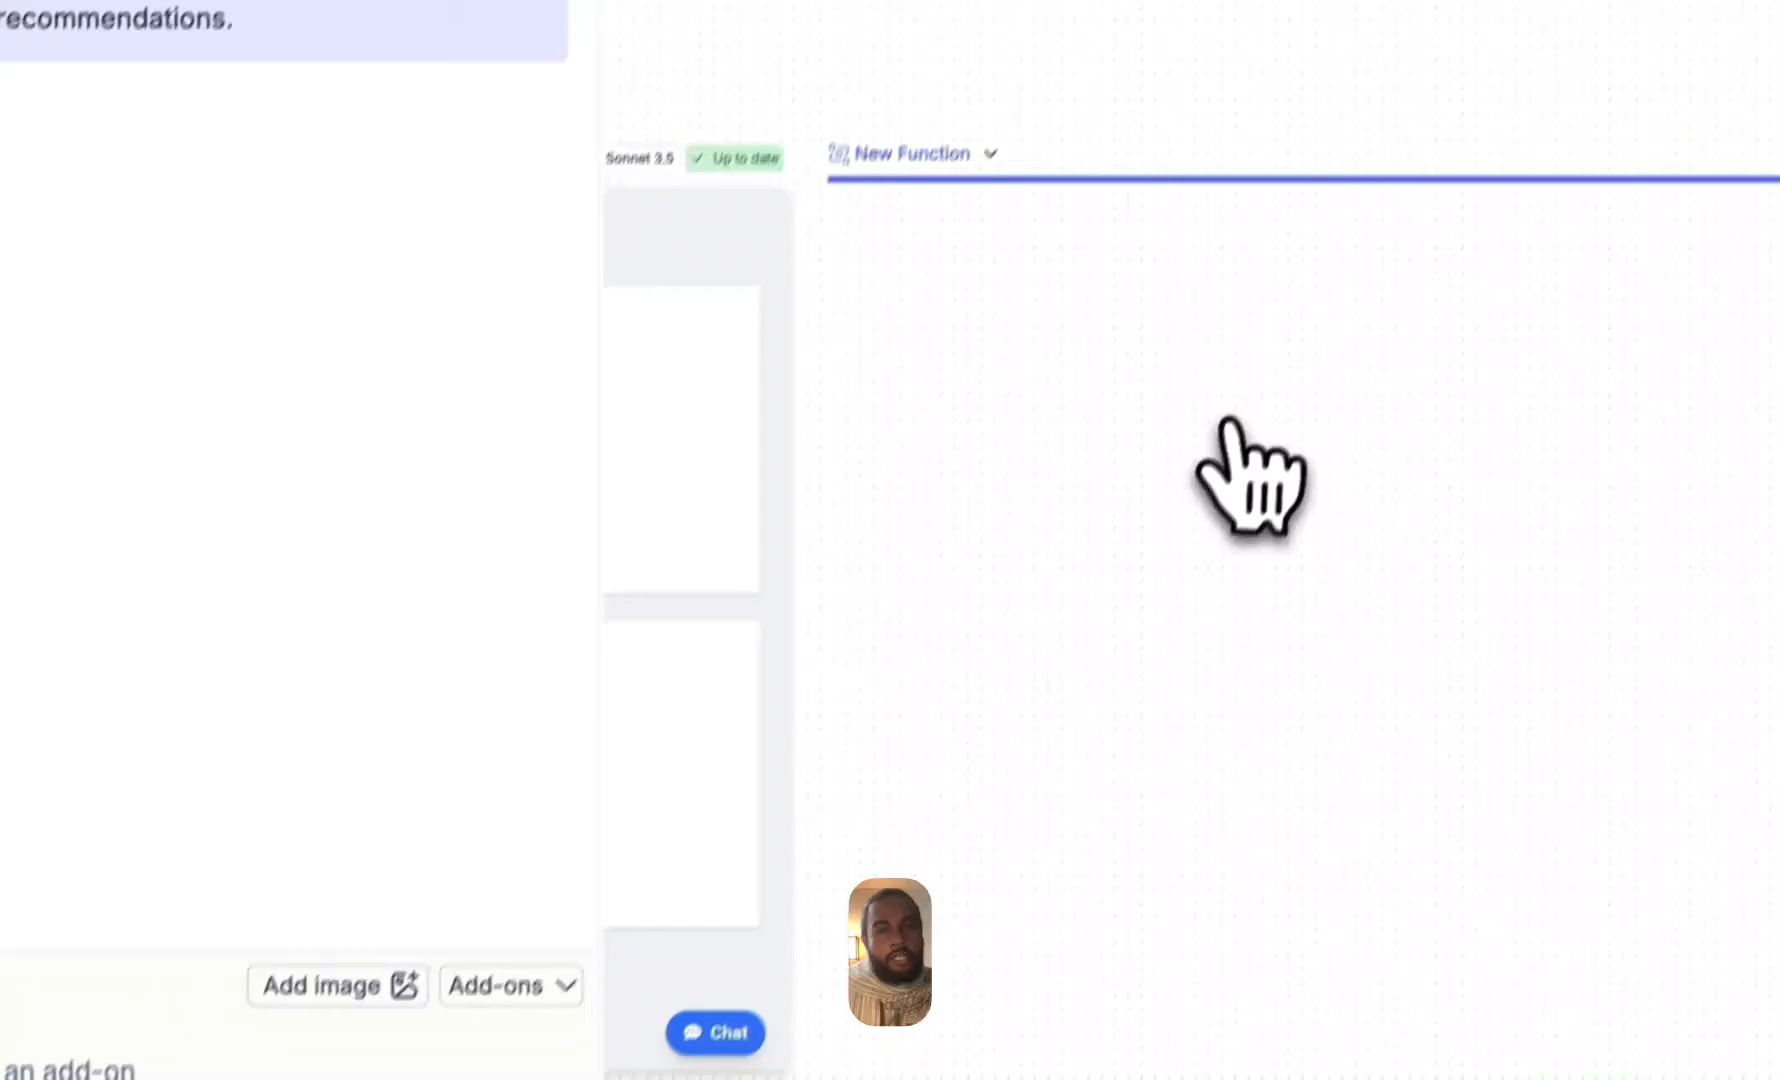 recommendations.
Sonnet 3.5
✓ Up to date
New Function
Add image
Add-ons
Chat
an add-on